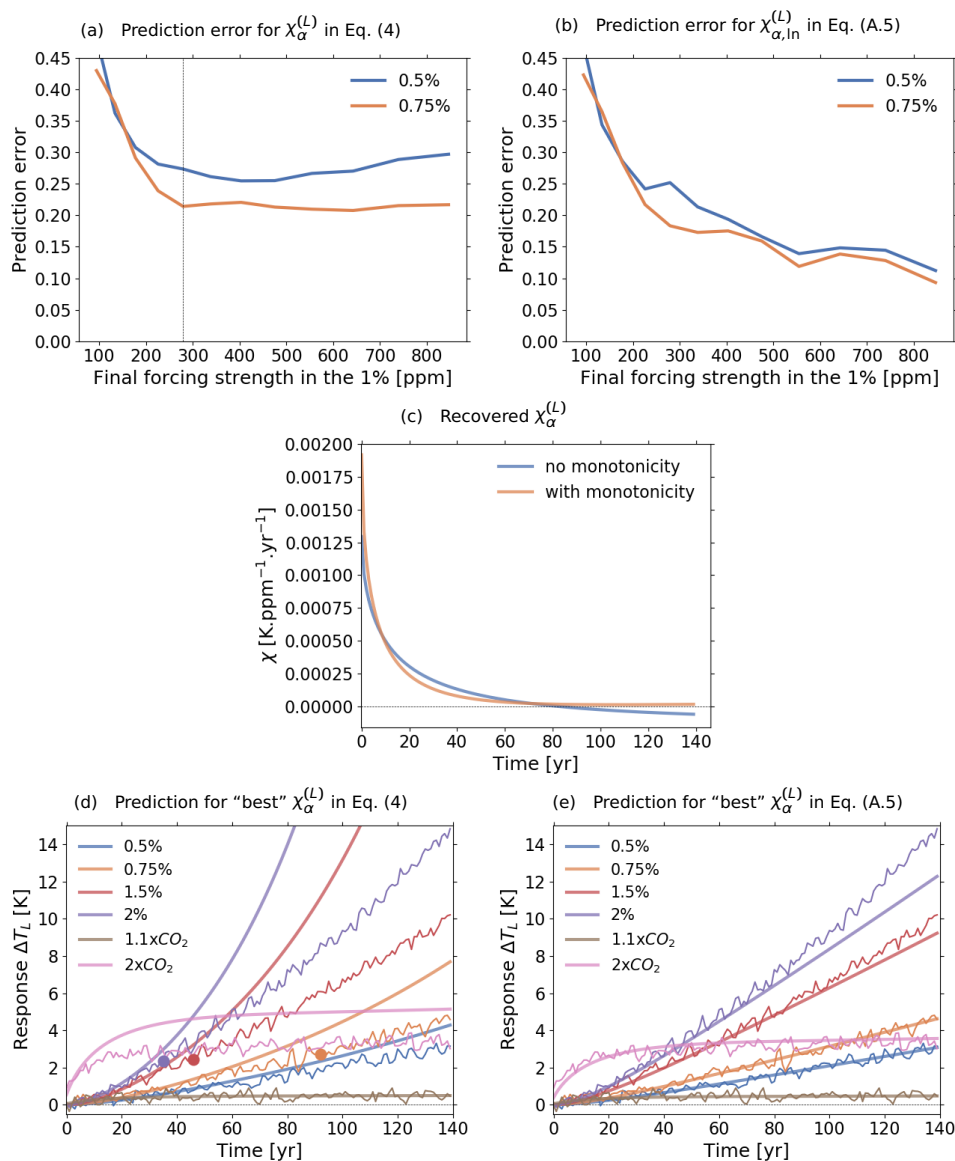 (a) Prediction error for χα(L) in Eq. (4)
Prediction error
0.45
0.40
0.35
0.30
0.25
0.20
0.15
0.10
0.05
0.00
0.5%
0.75%
100 200 300 400 500 600 700 800
Final forcing strength in the 1% [ppm]
(b) Prediction error for χα,ln(L) in Eq. (A.5)
Prediction error
0.45
0.40
0.35
0.30
0.25
0.20
0.15
0.10
0.05
0.00
0.5%
0.75%
100 200 300 400 500 600 700 800
Final forcing strength in the 1% [ppm]
(c) Recovered χα(L)
χ [K.ppm⁻¹.yr⁻¹]
0.00200
0.00175
0.00150
0.00125
0.00100
0.00075
0.00050
0.00025
0.00000
no monotonicity
with monotonicity
0 20 40 60 80 100 120 140
Time [yr]
(d) Prediction for “best” χα(L) in Eq. (4)
Response ΔT_L [K]
14
12
10
8
6
4
2
0
0.5%
0.75%
1.5%
2%
1.1xCO₂
2xCO₂
0 20 40 60 80 100 120 140
Time [yr]
(e) Prediction for “best” χα(L) in Eq. (A.5)
Response ΔT_L [K]
14
12
10
8
6
4
2
0
0.5%
0.75%
1.5%
2%
1.1xCO₂
2xCO₂
0 20 40 60 80 100 120 140
Time [yr]